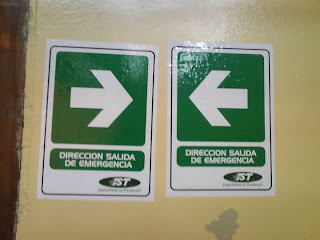 DIRECCION SALIDA
DE EMERGENCIA
IST
DIRECCION SALIDA
DE EMERGENCIA
IST